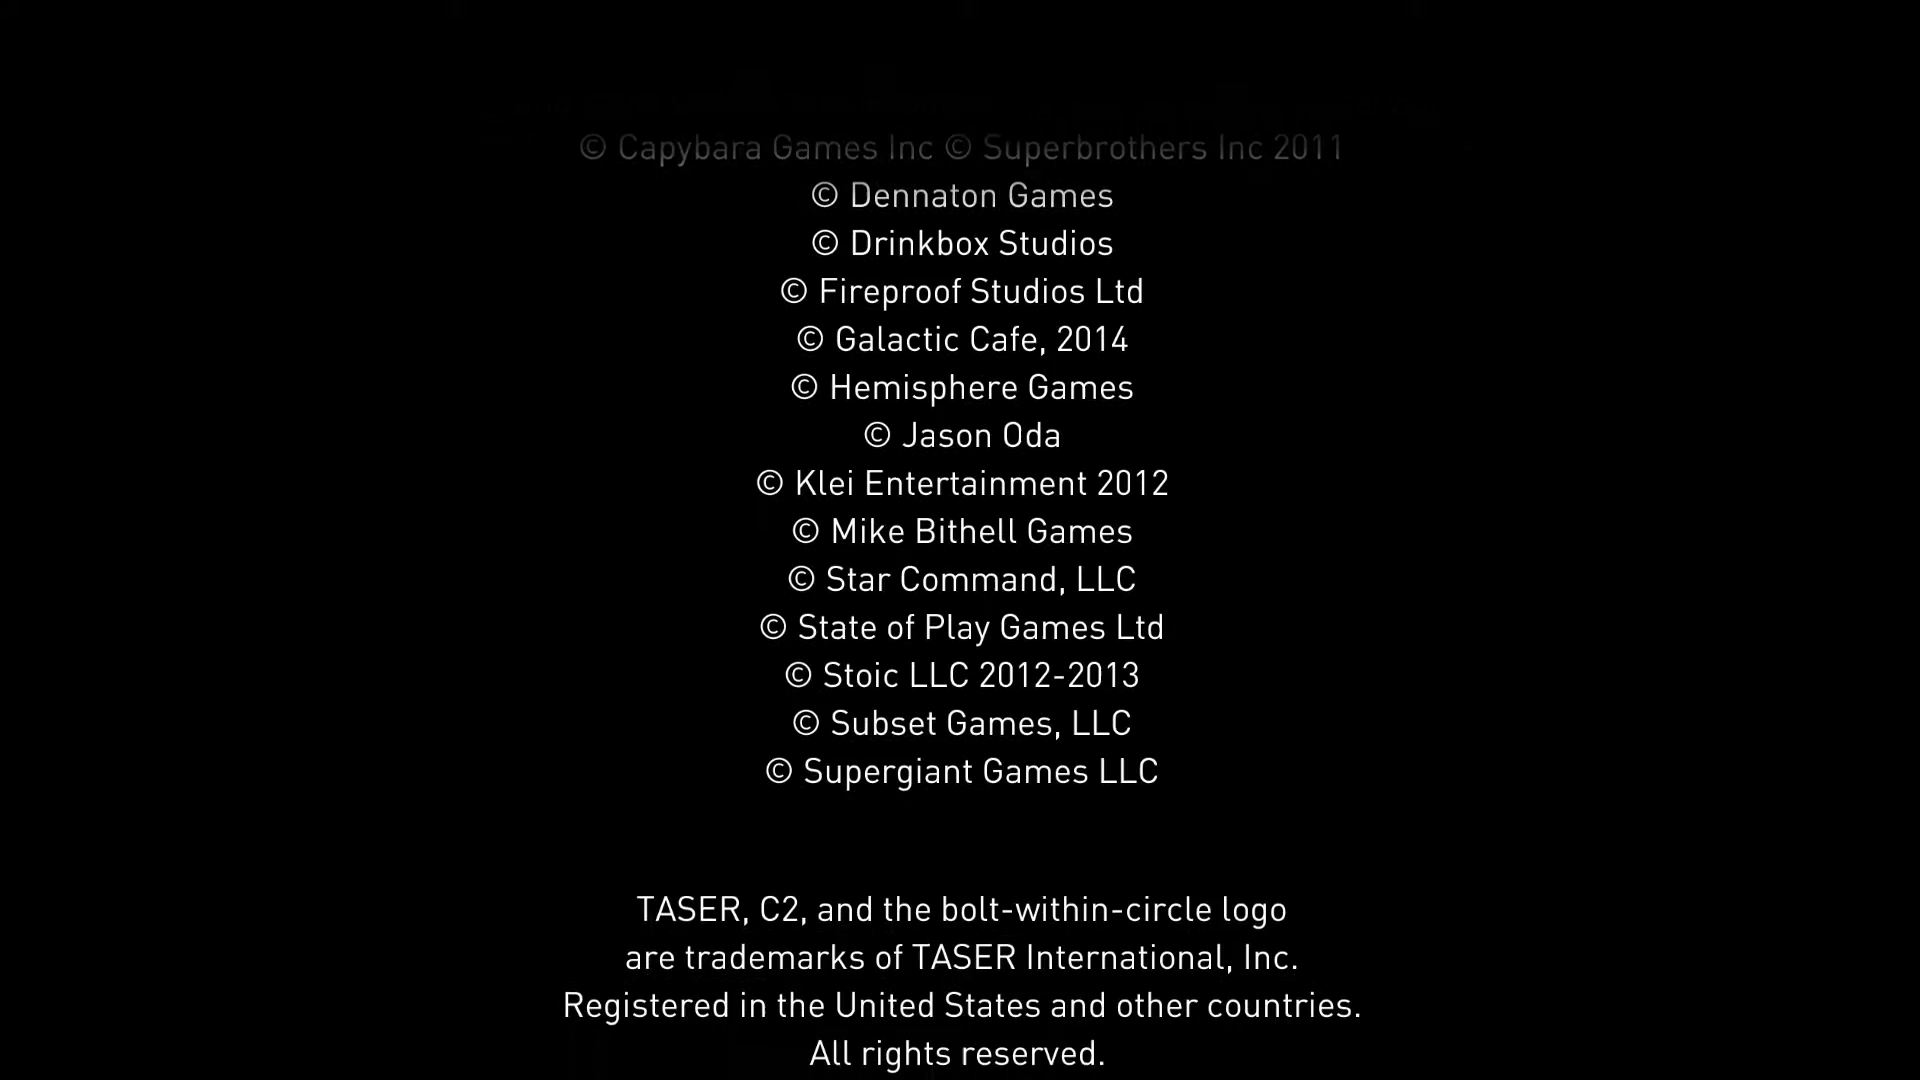 © Capybara Games Inc © Superbrothers Inc 2011
© Dennaton Games
© Drinkbox Studios
© Fireproof Studios Ltd
© Galactic Cafe, 2014
© Hemisphere Games
© Jason Oda
© Klei Entertainment 2012
© Mike Bithell Games
© Star Command, LLC
© State of Play Games Ltd
© Stoic LLC 2012-2013
© Subset Games, LLC
© Supergiant Games LLC
TASER, C2, and the bolt-within-circle logo
are trademarks of TASER International, Inc.
Registered in the United States and other countries.
All rights reserved.